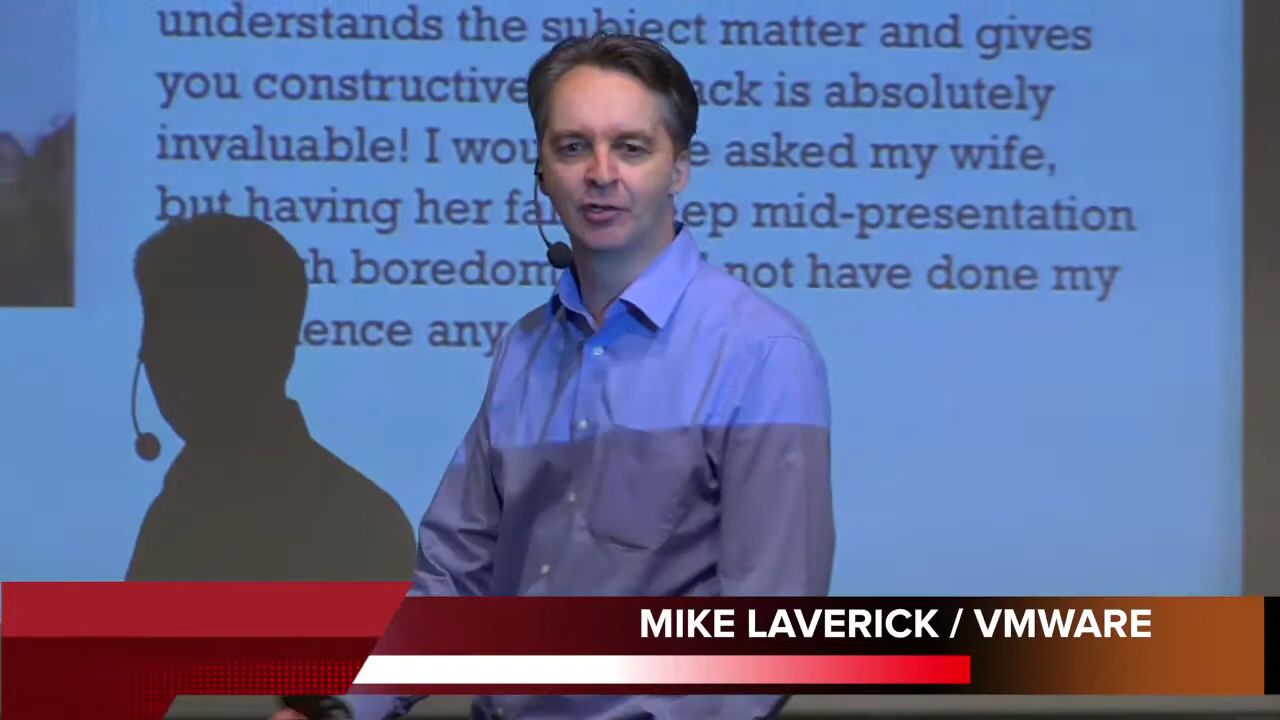 understands the subject matter and gives
you constructive ack is absolutely
invaluable! I wou e asked my wife,
but having her fa ep mid-presentation
h boredom not have done my
ence any
MIKE LAVERICK / VMWARE